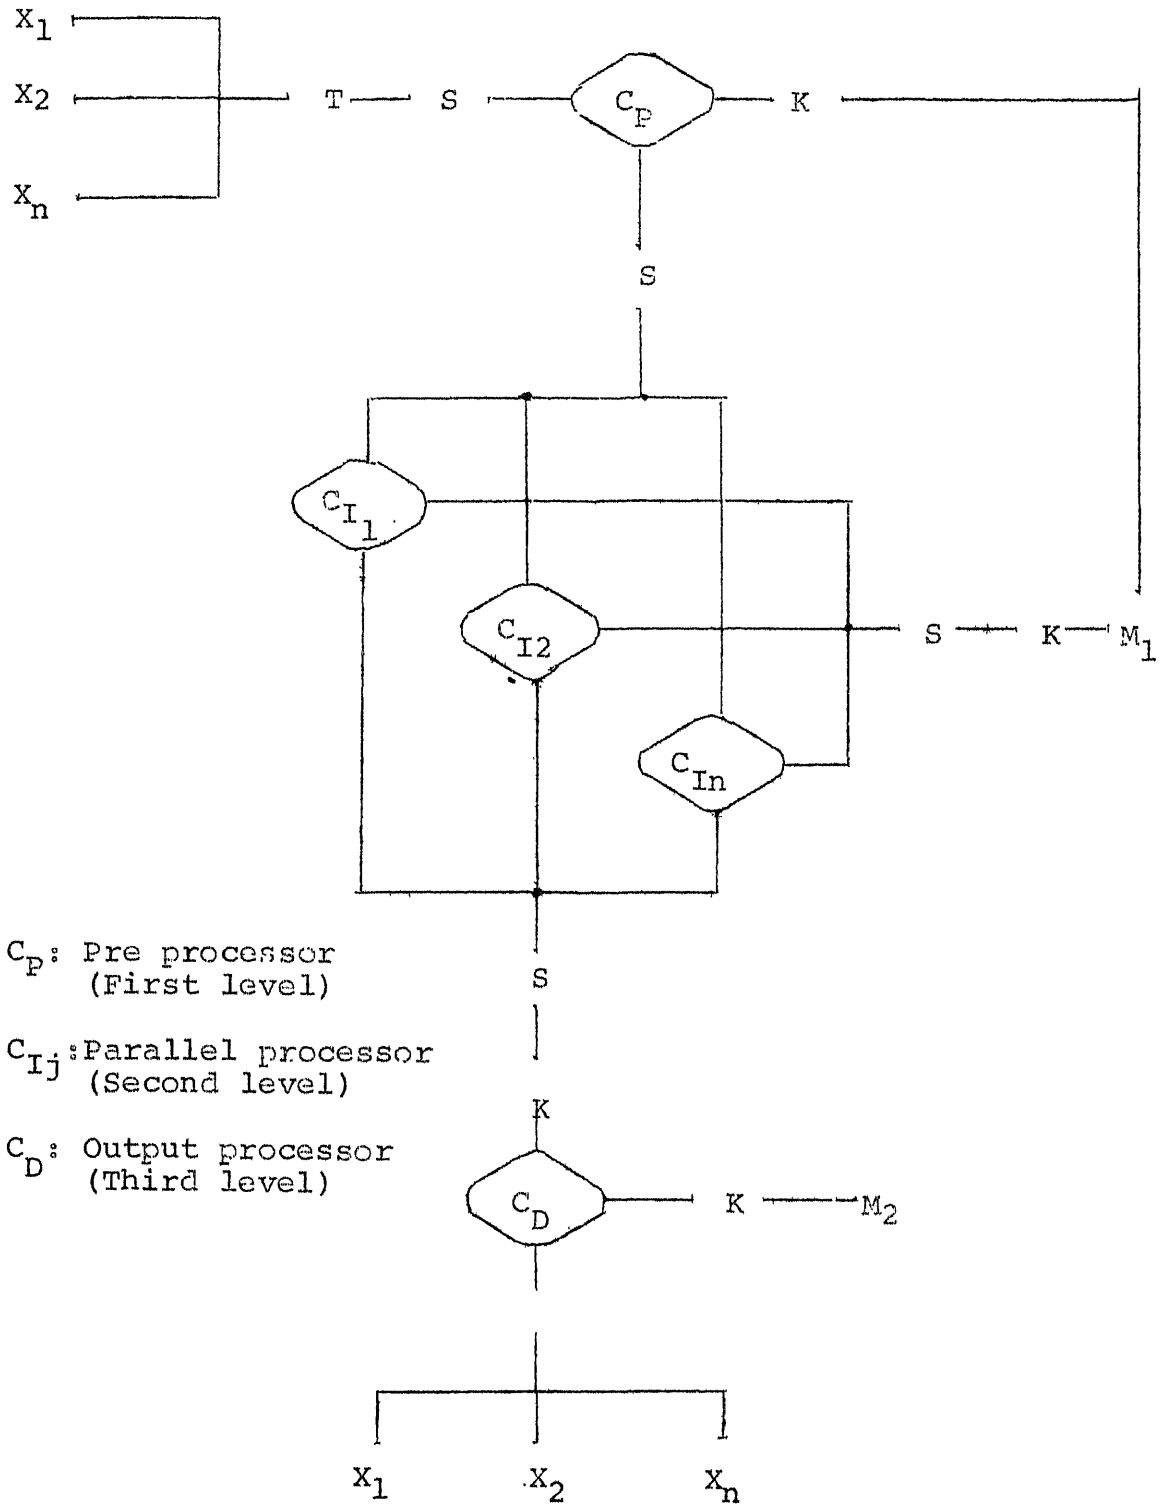 X1
X2 T S CP K
Xn
S
CI1
CI2 S K M1
CIn
CP: Pre processor
(First level)
S
CIj: Parallel processor
(Second level)
K
CD: Output processor
(Third level)
CD K M2
X1 X2 Xn